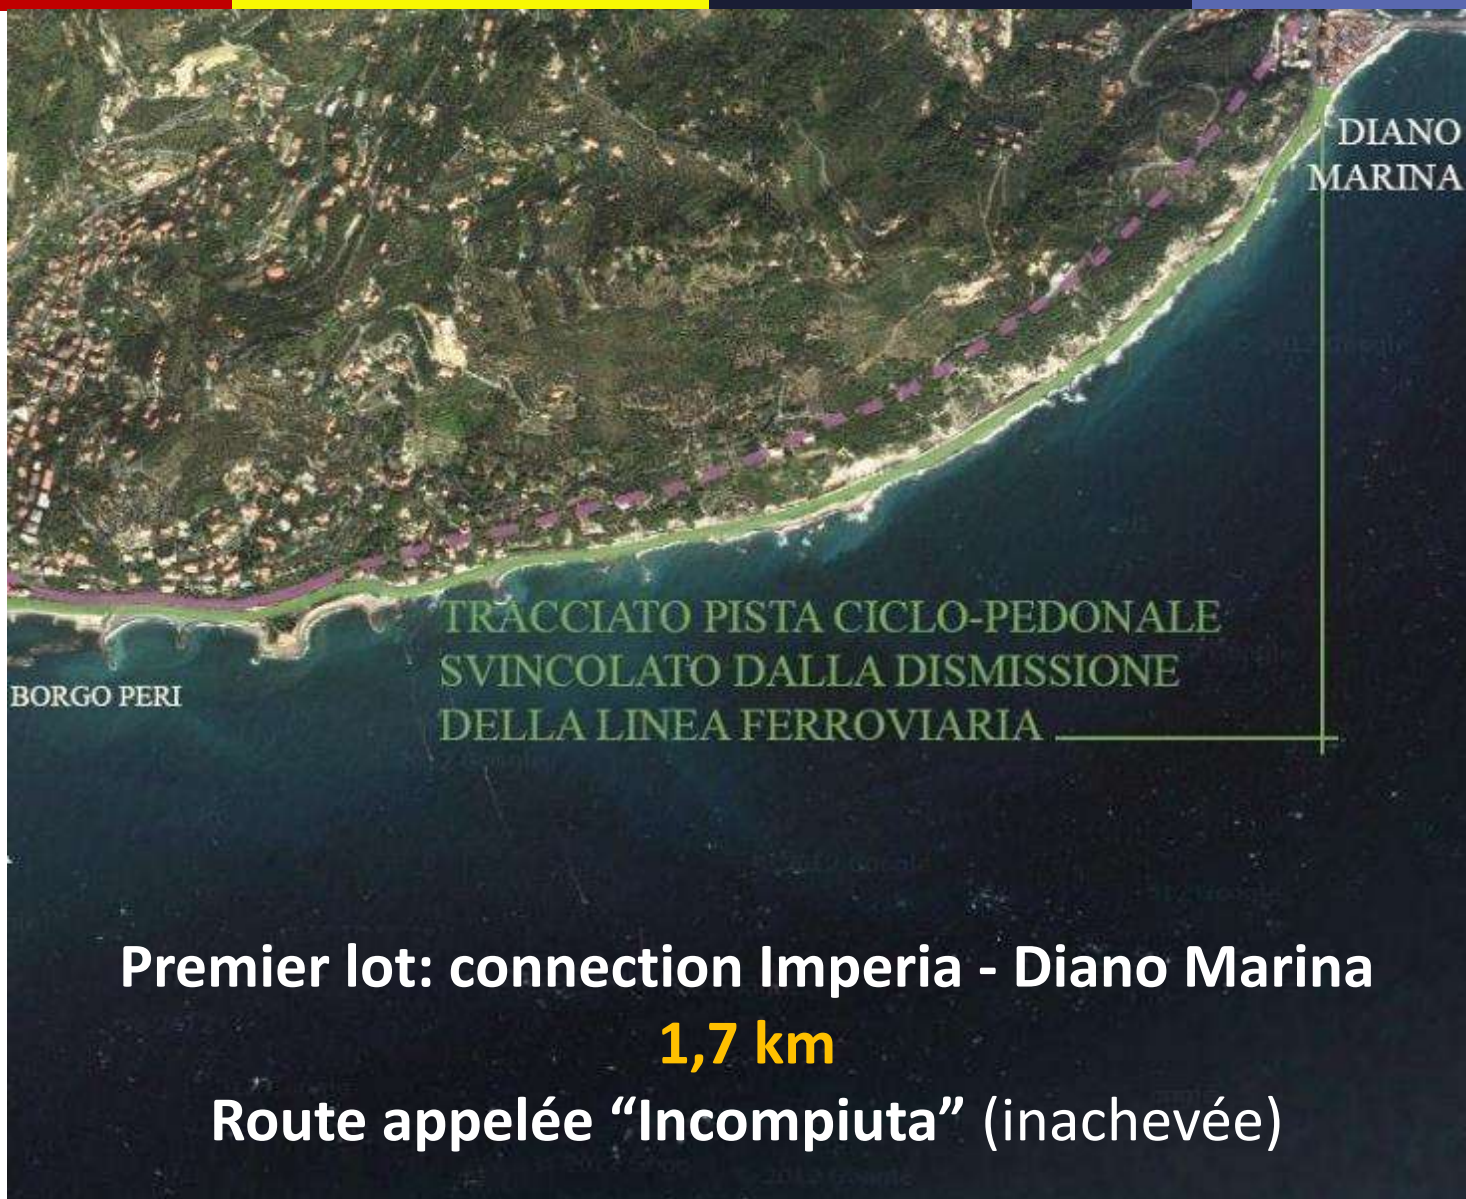 DIANO
MARINA
TRACCIATO PISTA CICLO-PEDONALE
SVINCOLATO DALLA DISMISSIONE
DELLA LINEA FERROVIARIA
BORGO PERI
Premier lot: connection Imperia - Diano Marina
1,7 km
Route appelée “Incompiuta” (inachevée)